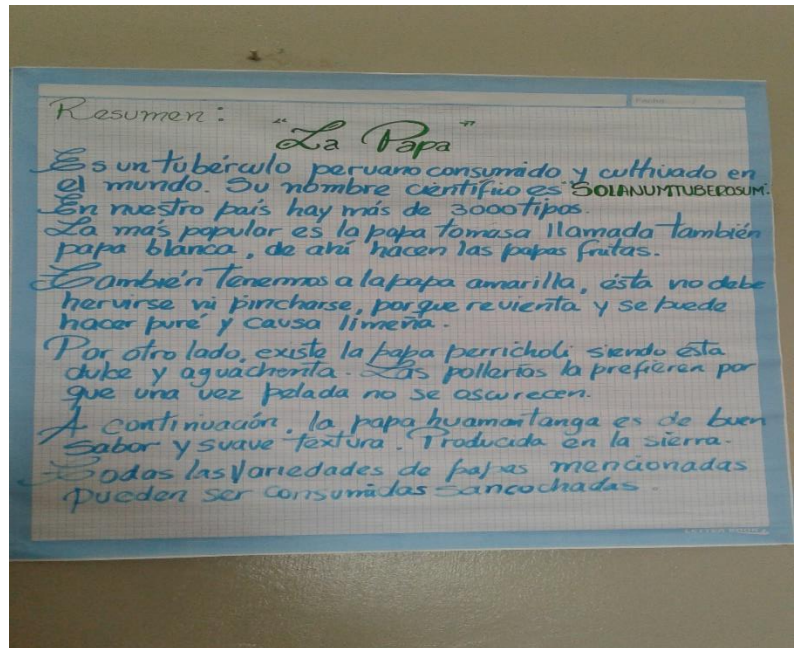 Resumen:
"La Papa"
Es un tubérculo peruano consumido y cultivado en
el mundo. Su nombre científico es "SOLANUMTUBEROSUM".
En nuestro país hay más de 3000 tipos.
La más popular es la papa tomasa llamada también
papa blanca, de ahí hacen las papas fritas.
También tenemos a la papa amarilla, ésta no debe
hervirse ni pincharse, porque revienta y se puede
hacer puré y causa limeña.
Por otro lado, existe la papa perricholi siendo ésta
dulce y aguachenta. Las pollerías la prefieren por
que una vez pelada no se oscurecen.
A continuación, la papa huamantanga es de buen
sabor y suave textura. Producida en la sierra.
Todas las Variedades de papas mencionadas
pueden ser consumidas sancochadas.